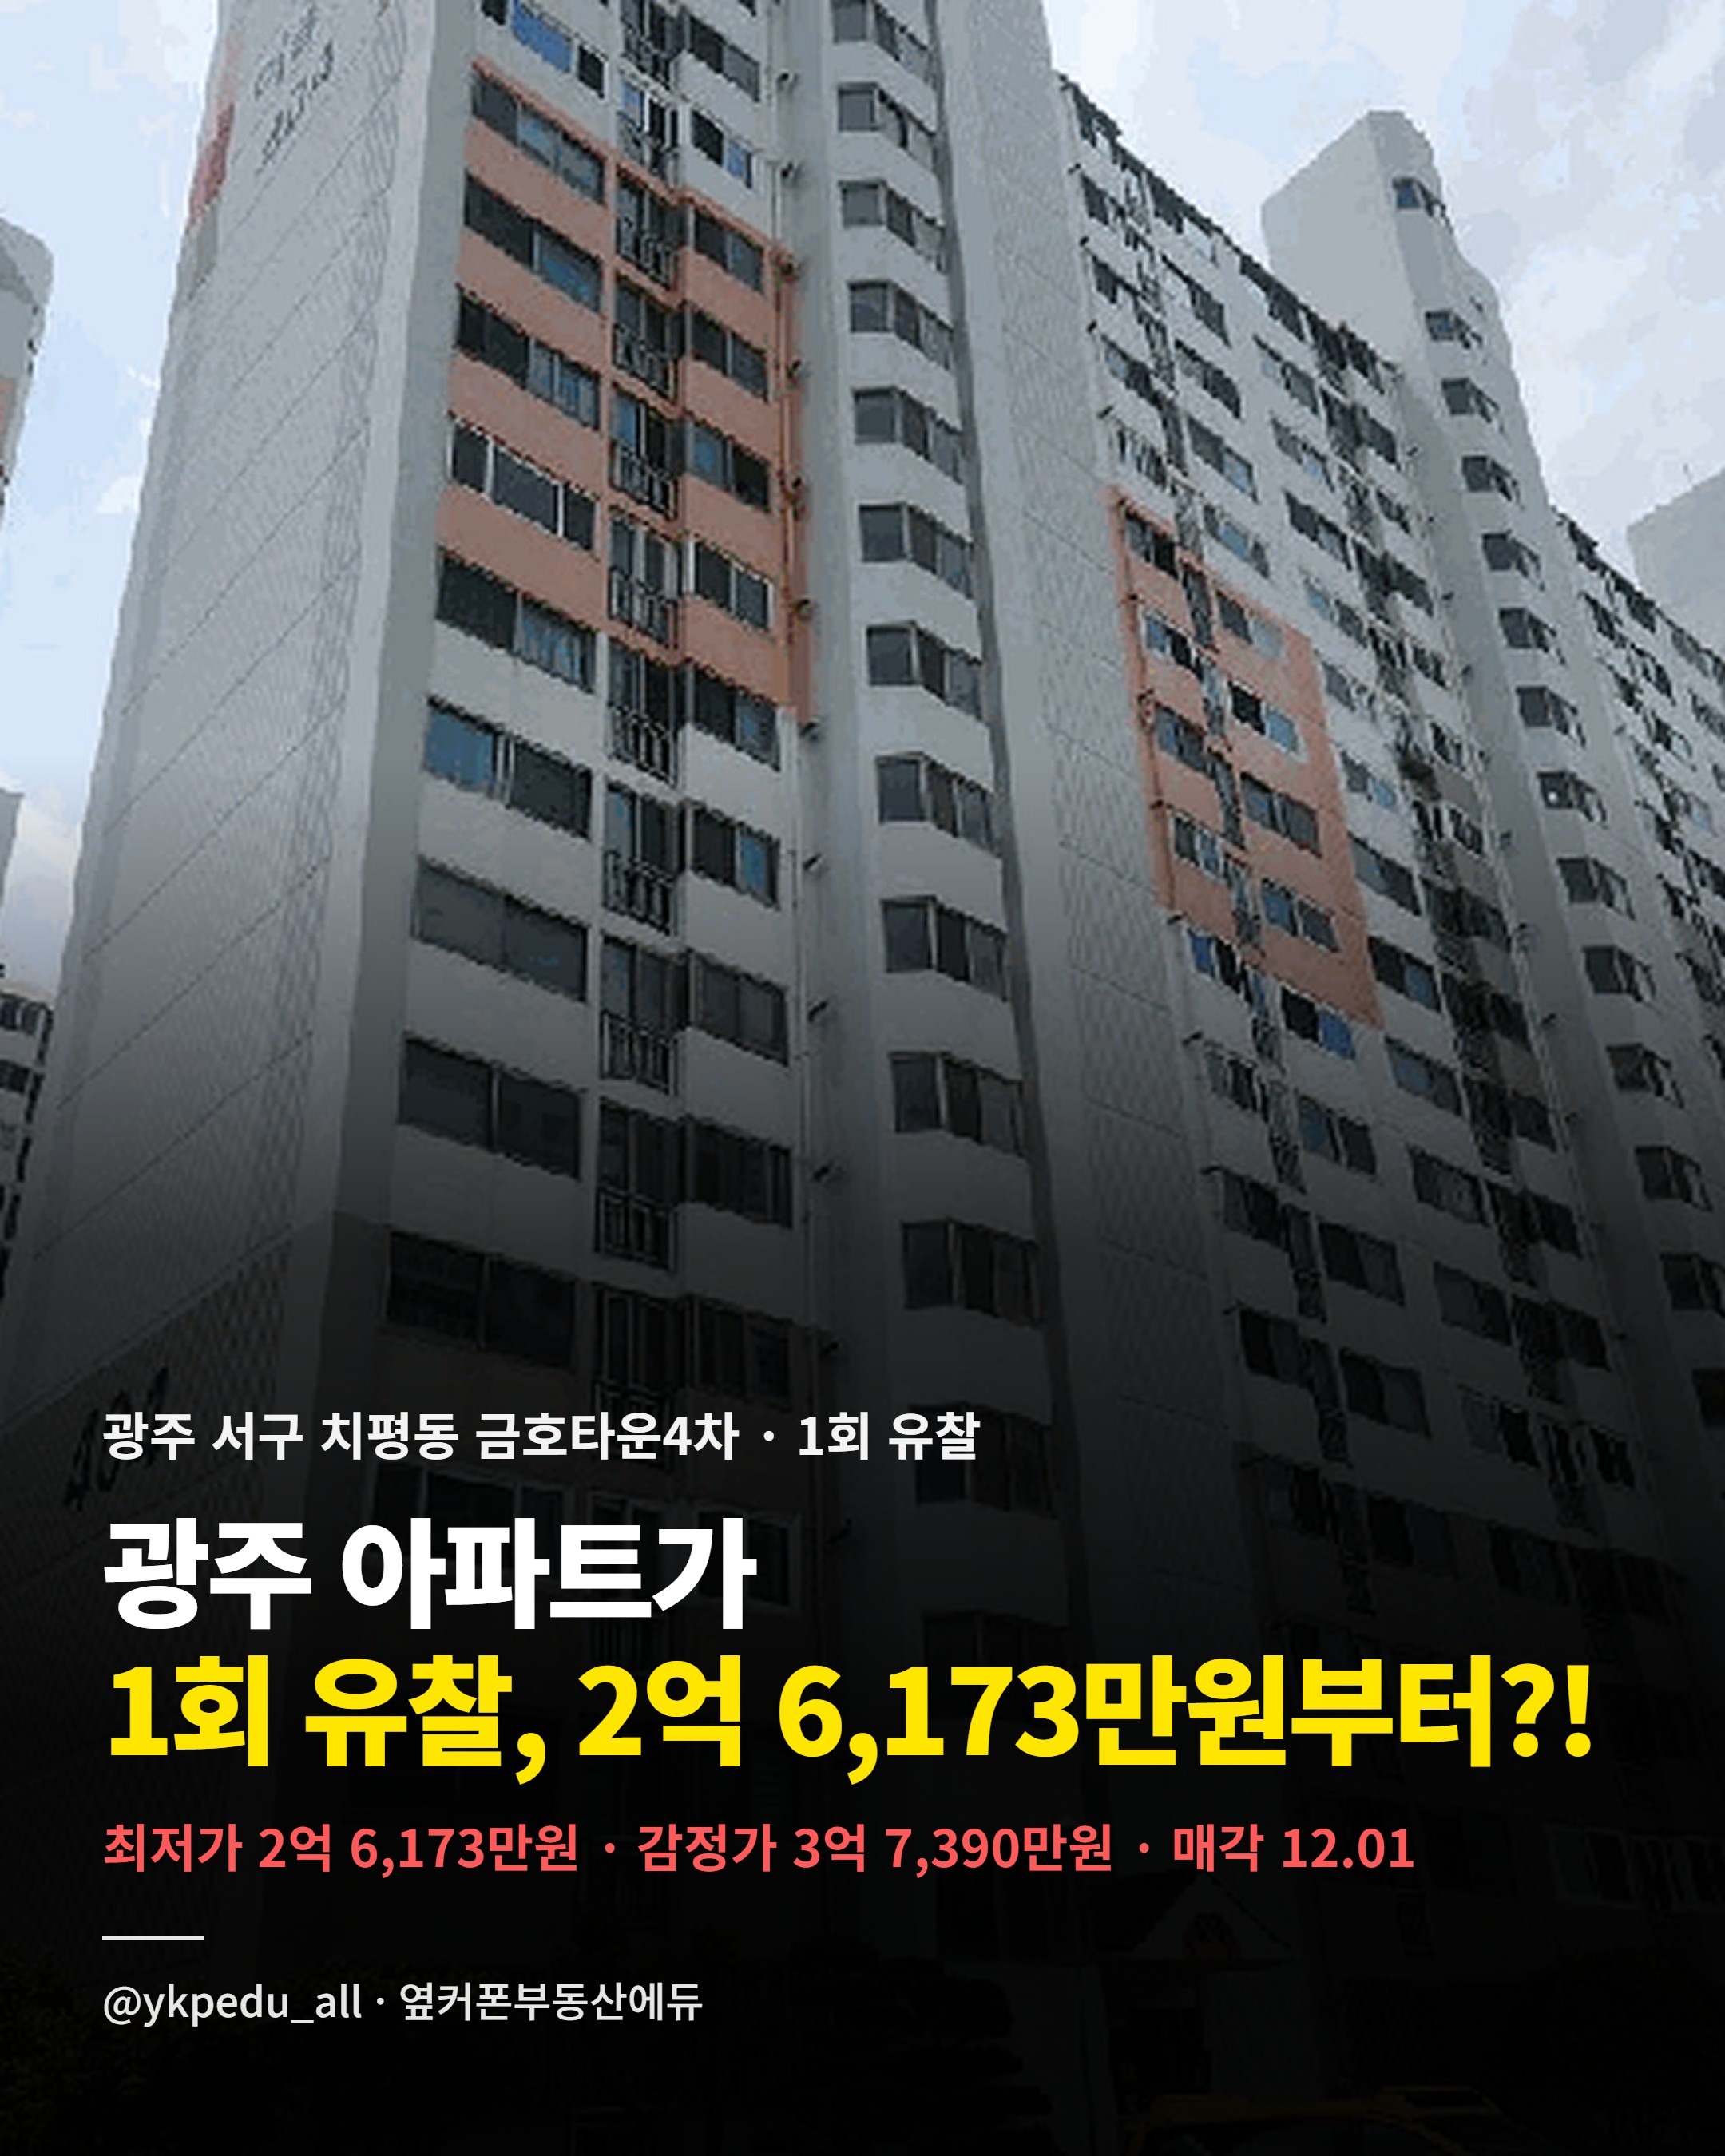 광주 서구 치평동 금호타운4차 · 1회 유찰
광주 아파트가
1회 유찰, 2억 6,173만원부터?!
최저가 2억 6,173만원 · 감정가 3억 7,390만원 · 매각 12.01
@ykpedu_all · 옆커폰부동산에듀